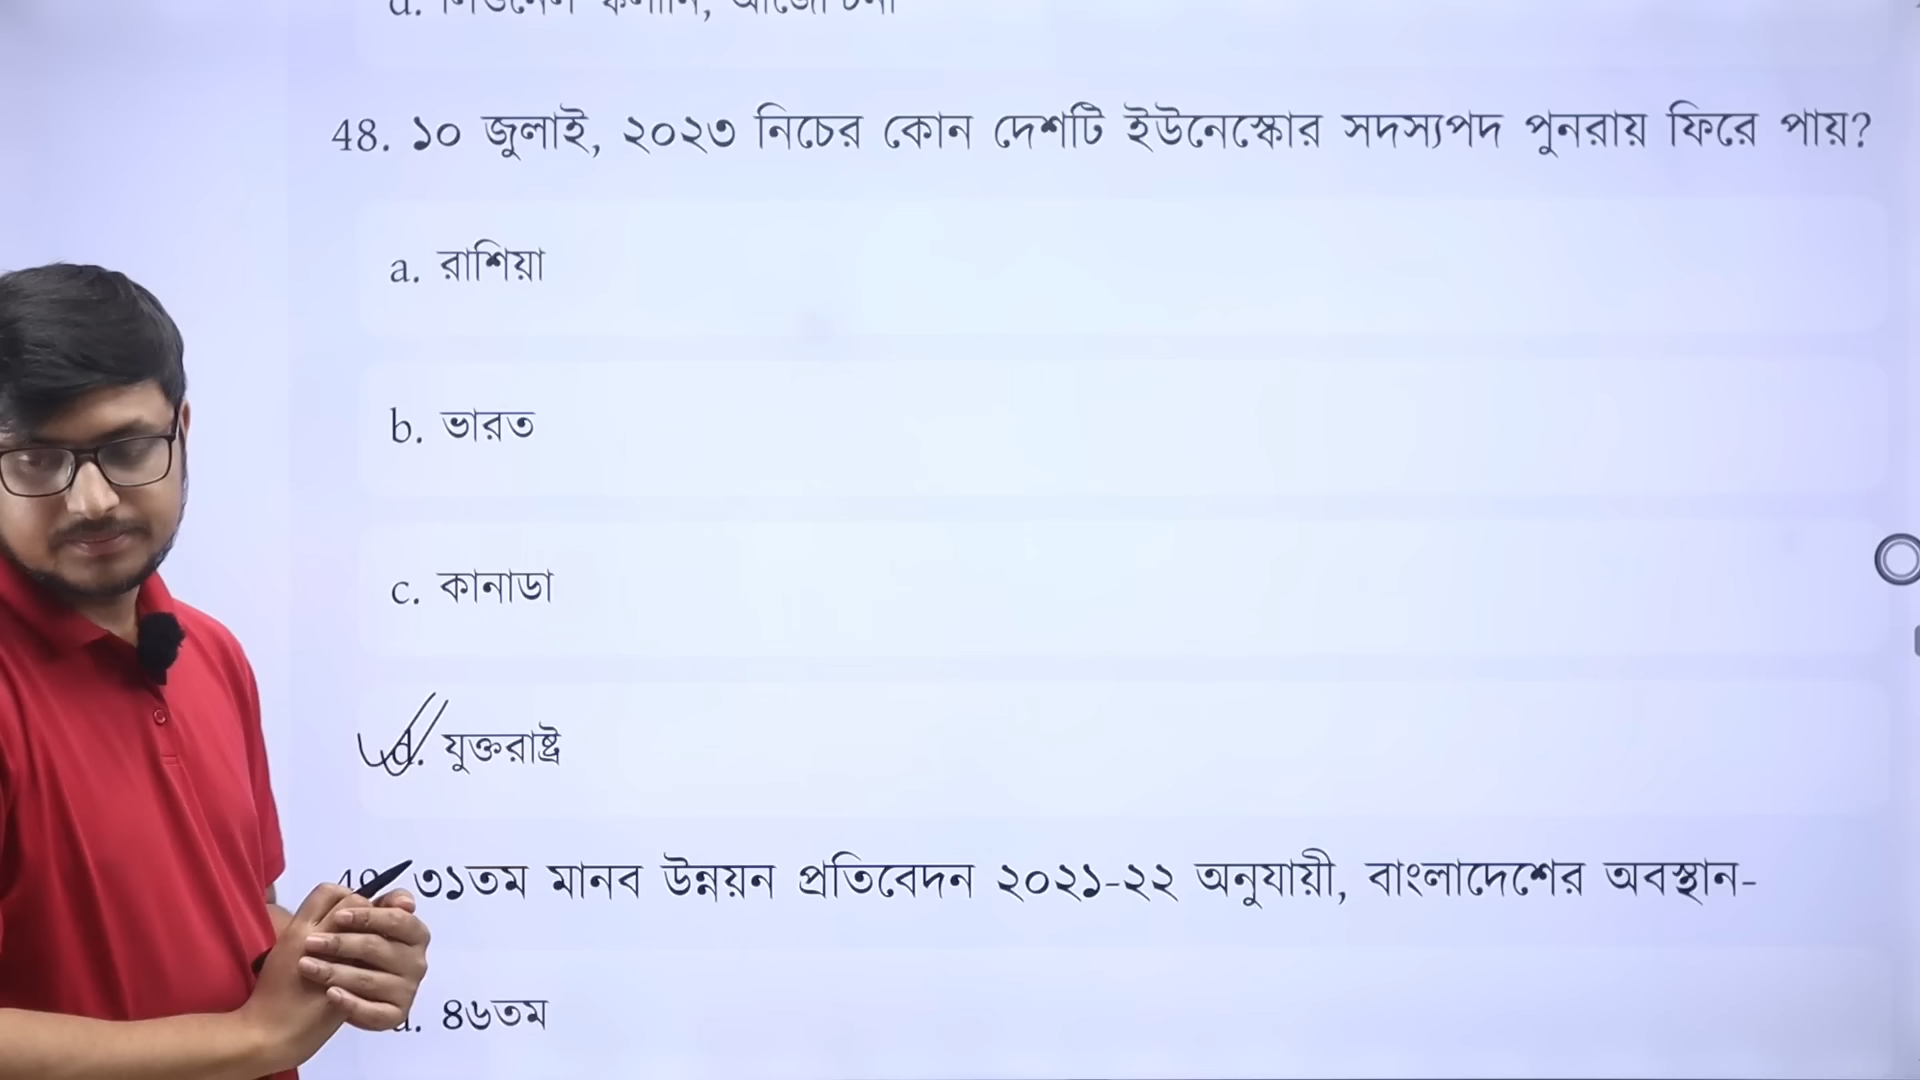 48. ১০ জুলাই, ২০২৩ নিচের কোন দেশটি ইউনেস্কোর সদস্যপদ পুনরায় ফিরে পায়?
a. রাশিয়া
b. ভারত
c. কানাডা
d. যুক্তরাষ্ট্র
৩১তম মানব উন্নয়ন প্রতিবেদন ২০২১-২২ অনুযায়ী, বাংলাদেশের অবস্থান-
৪৬তম